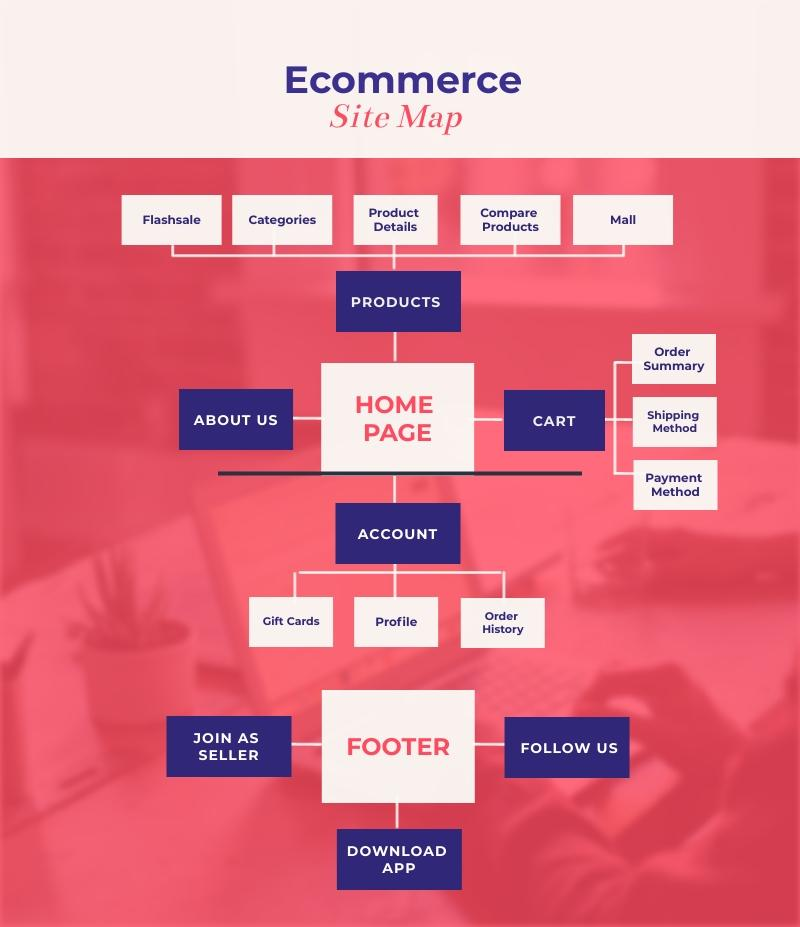 Ecommerce
Site Map
Flashsale
Categories
Product
Details
Compare
Products
Mall
PRODUCTS
Order
Summary
ABOUT US
HOME
PAGE
CART
Shipping
Method
Payment
Method
ACCOUNT
Gift Cards
Profile
Order
History
JOIN AS
SELLER
FOOTER
FOLLOW US
DOWNLOAD
APP